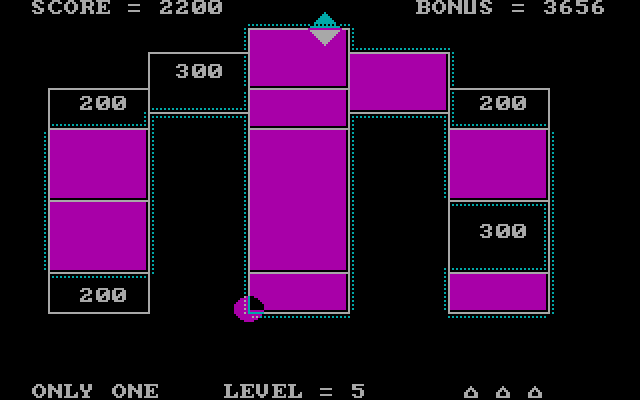 SCORE = 2200 BONUS = 3656
300
200 200
300
200
ONLY ONE LEVEL = 5